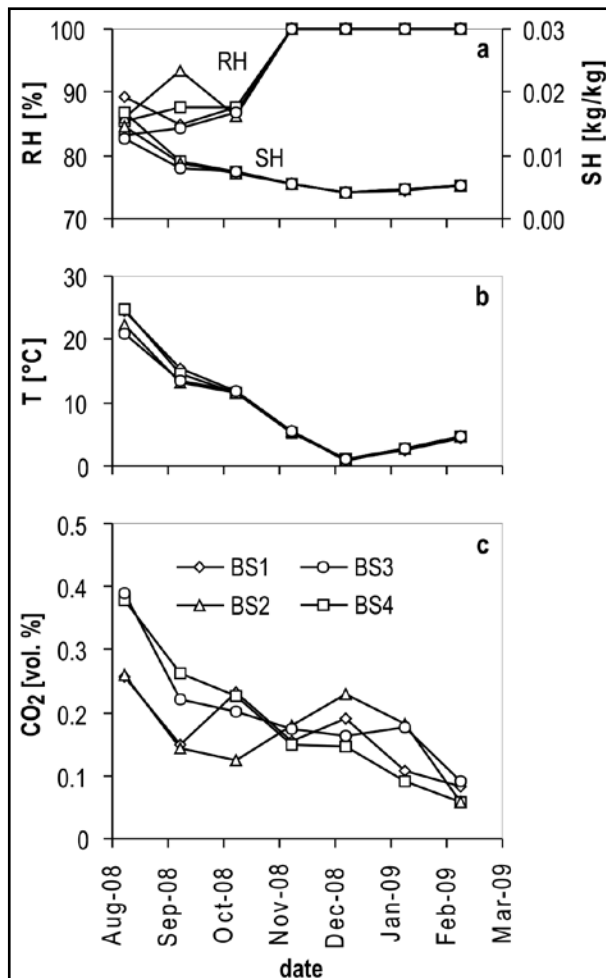 a
RH [%]
100
90
80
70
RH
SH
0.03
0.02
0.01
0.00
SH [kg/kg]
b
T [°C]
30
20
10
0
c
CO2 [vol. %]
0.5
0.4
0.3
0.2
0.1
0
BS1 BS3
BS2 BS4
Aug-08
Sep-08
Oct-08
Nov-08
Dec-08
Jan-09
Feb-09
Mar-09
date